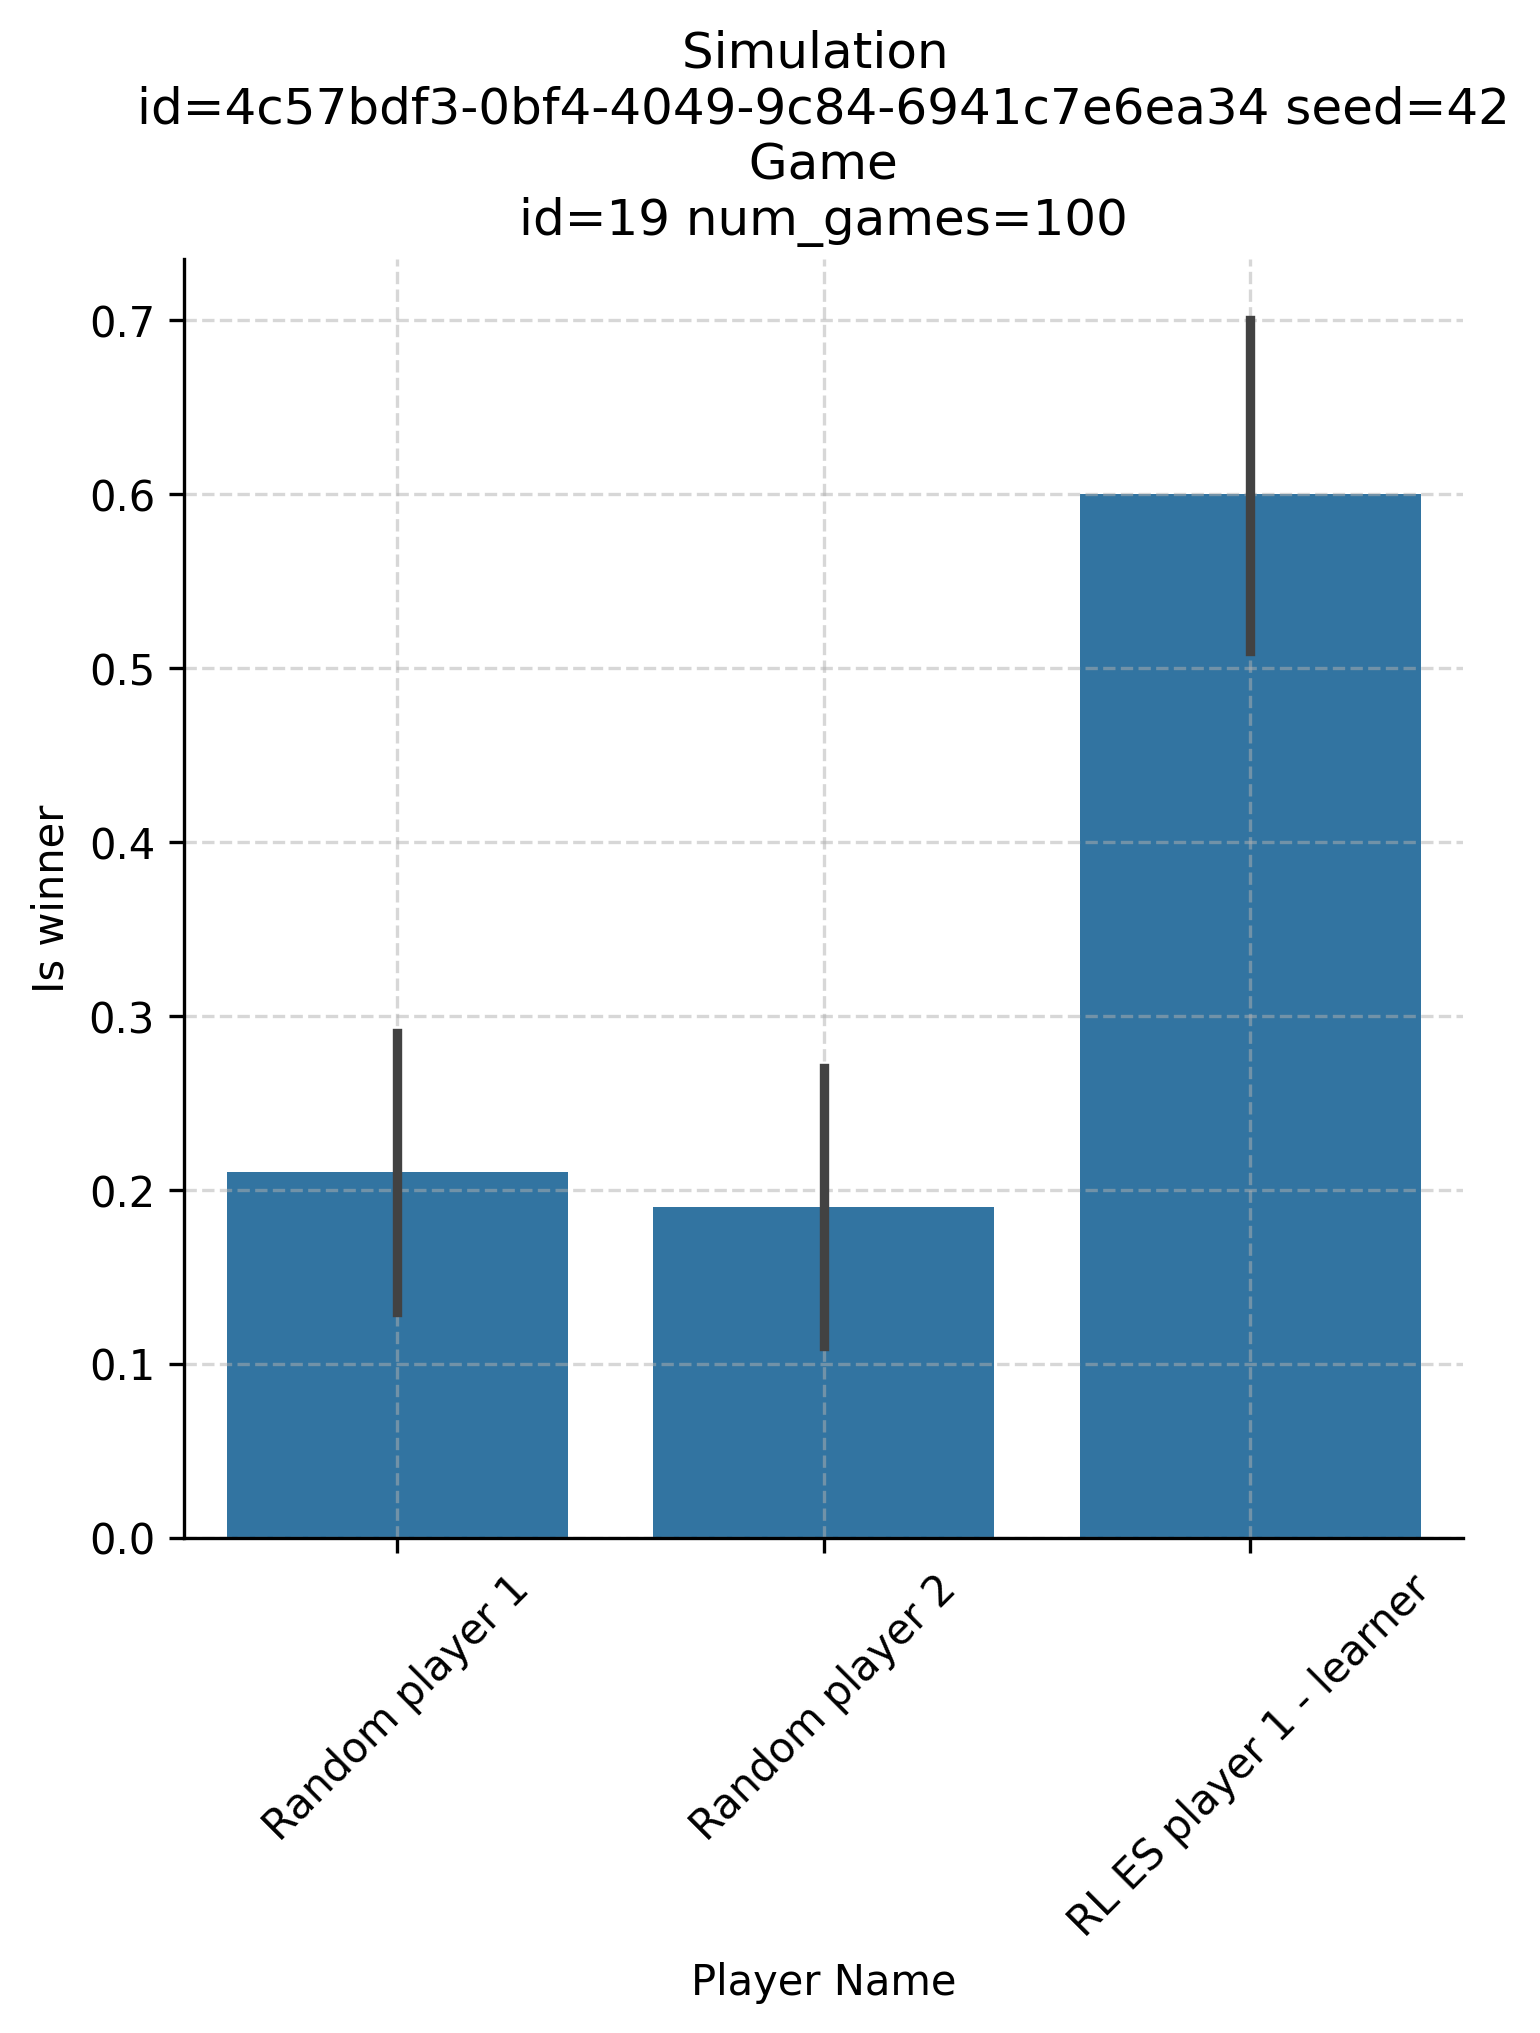 Simulation
id=4c57bdf3-0bf4-4049-9c84-6941c7e6ea34 seed=42
Game
id=19 num_games=100
0.7
0.6
0.5
0.4
0.3
0.2
0.1
0.0
Is winner
Random player 1
Random player 2
RL ES player 1 - learner
Player Name